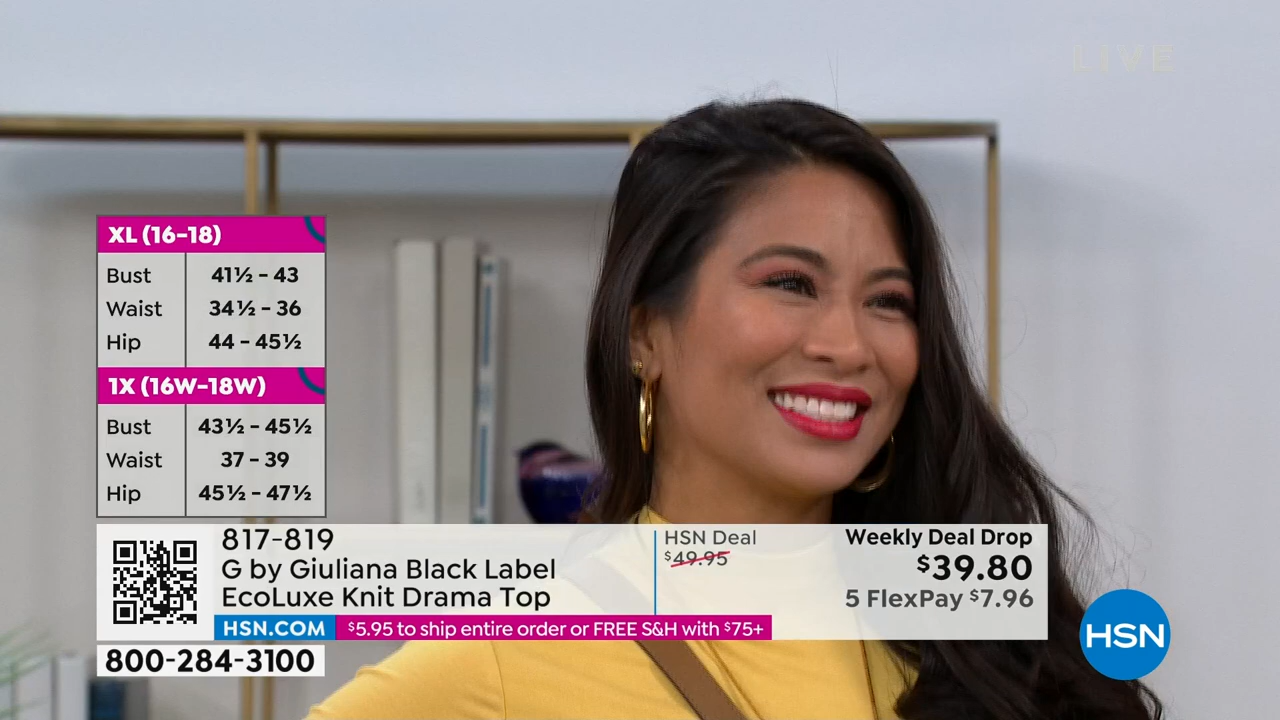 LIVE
XL (16-18)
Bust 41½ - 43
Waist 34½ - 36
Hip 44 - 45½
1X (16W-18W)
Bust 43½ - 45½
Waist 37 - 39
Hip 45½ - 47½
817-819
G by Giuliana Black Label
EcoLuxe Knit Drama Top
HSN Deal
$49.95
Weekly Deal Drop
$39.80
5 FlexPay $7.96
HSN.COM $5.95 to ship entire order or FREE S&H with $75+
800-284-3100
HSN